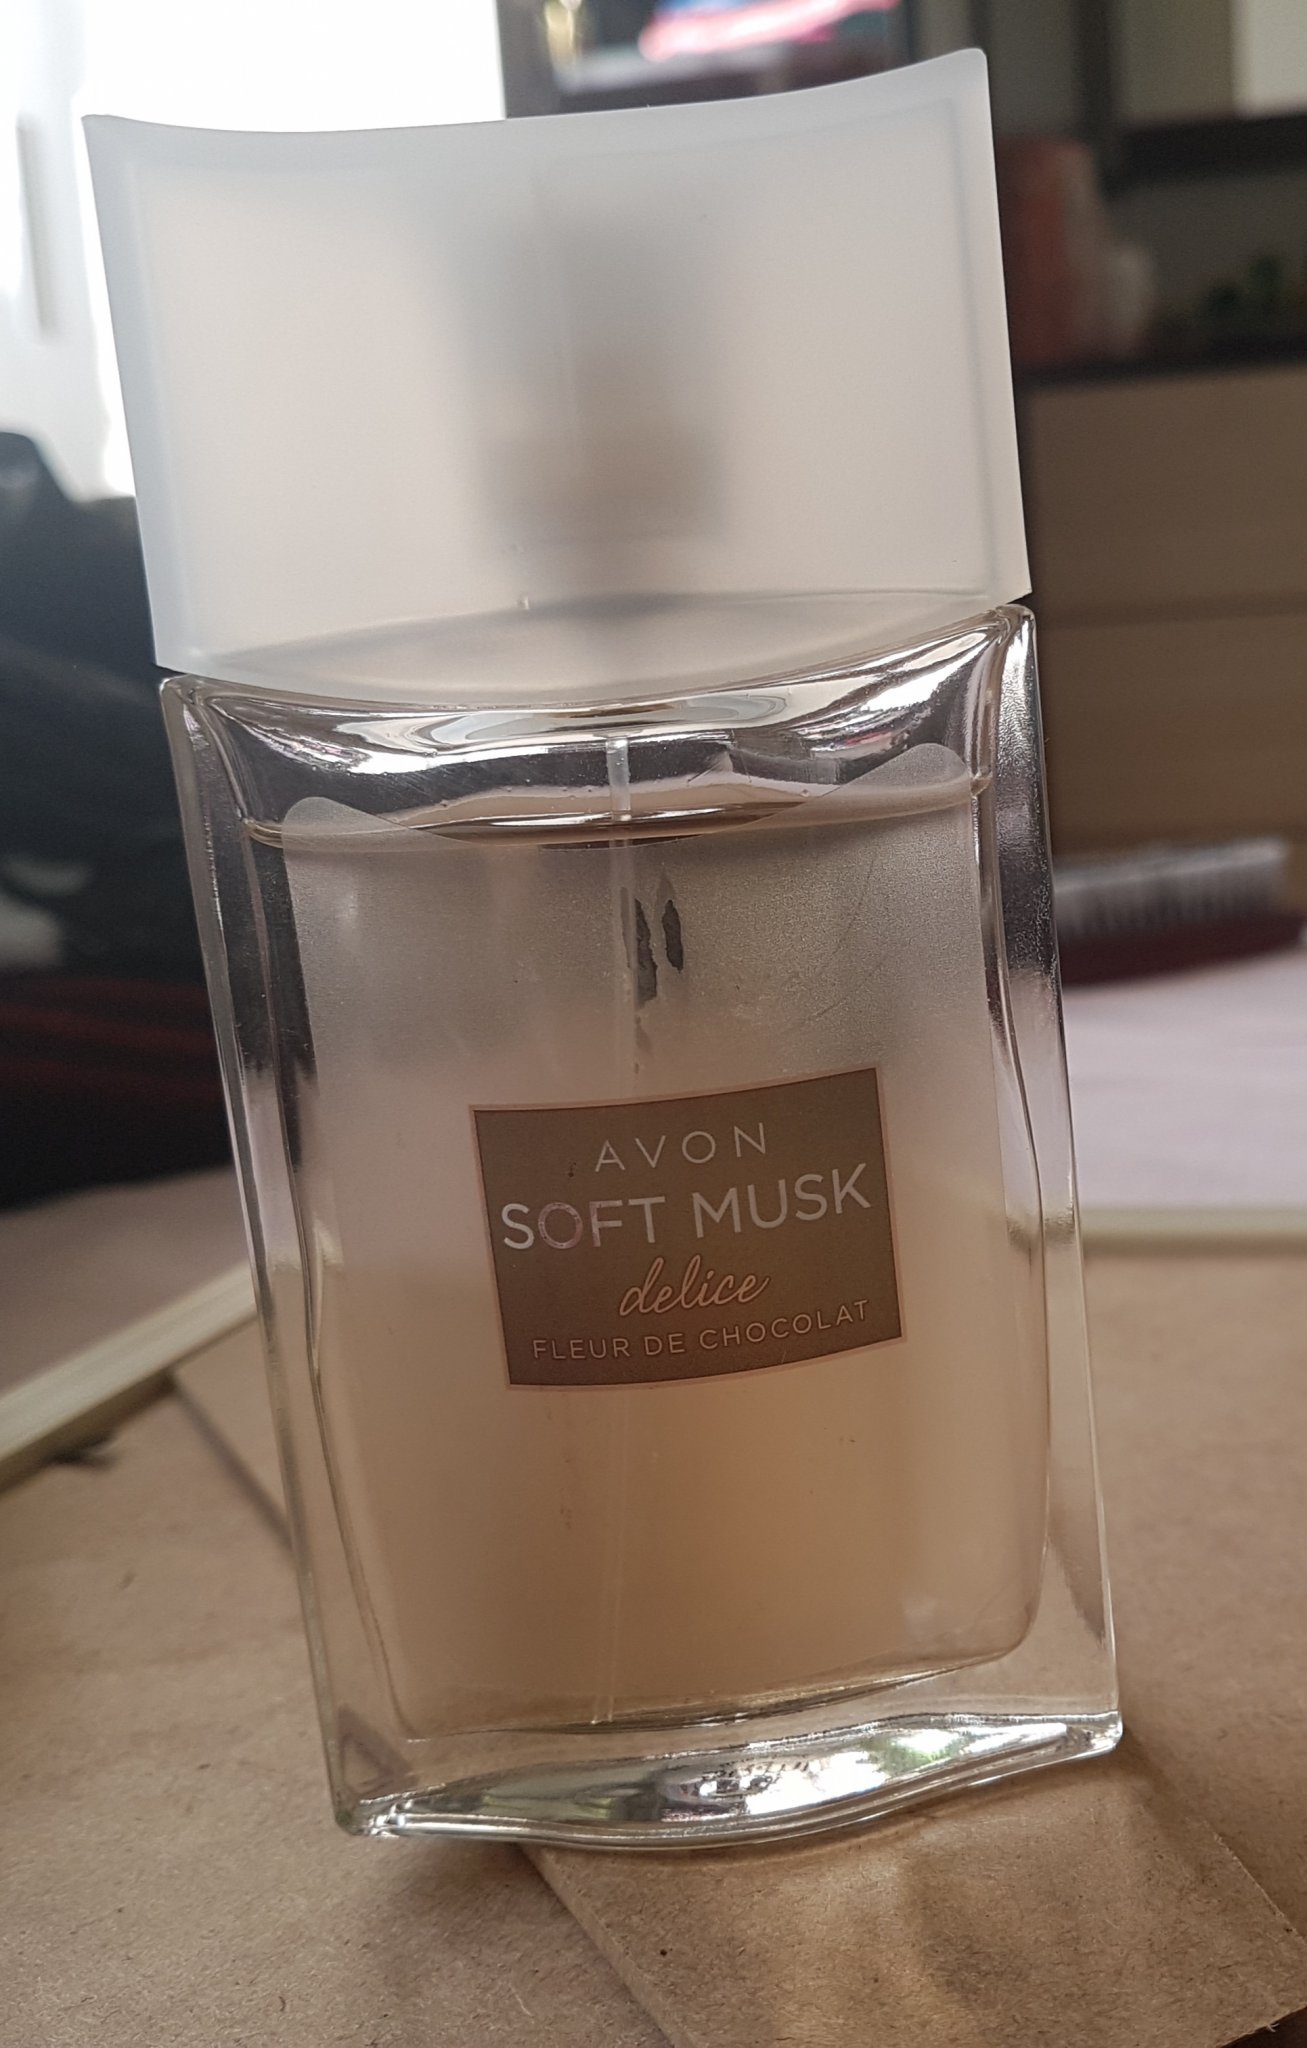 AVON
SOFT MUSK
delice
FLEUR DE CHOCOLAT